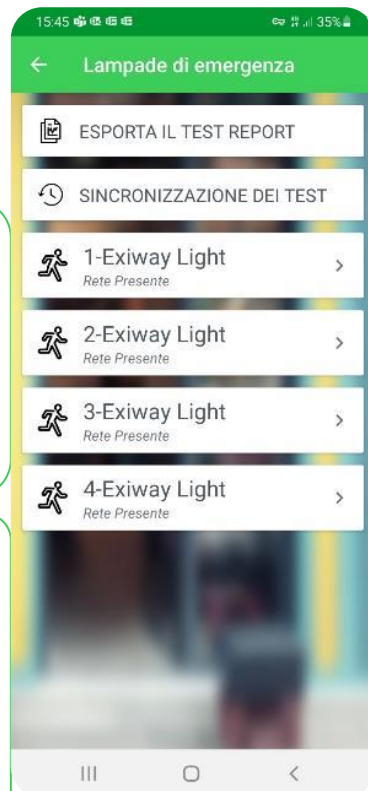 15:45 35%
Lampade di emergenza
ESPORTA IL TEST REPORT
SINCRONIZZAZIONE DEI TEST
1-Exiway Light
Rete Presente
2-Exiway Light
Rete Presente
3-Exiway Light
Rete Presente
4-Exiway Light
Rete Presente